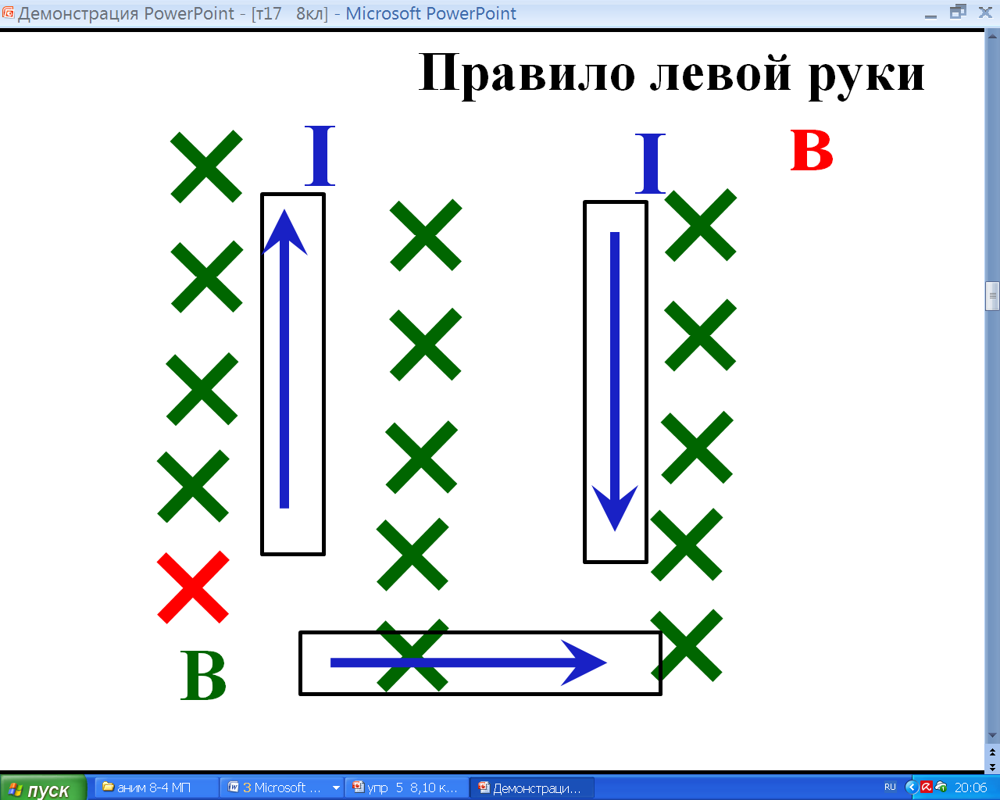 Демонстрация PowerPoint - [т17 8кл] - Microsoft PowerPoint
Правило левой руки
I
I
в
В
пуск
аним 8-4 МП
3 Microsoft ...
упр 5 8,10 к...
Демонстраци...
RU
20:06